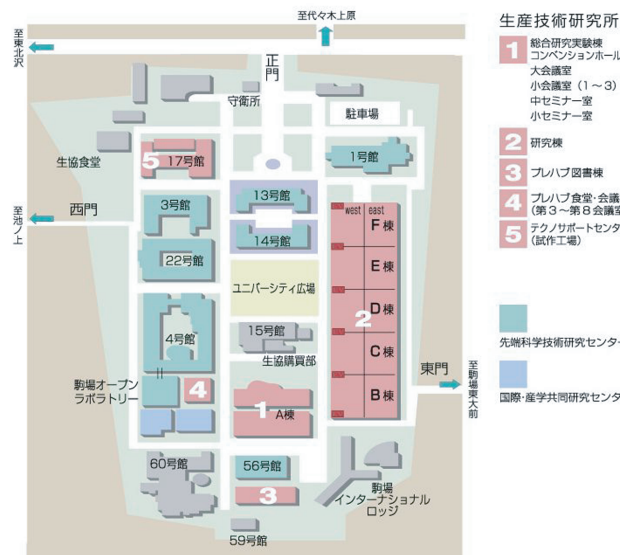 至代々木上原
至東北沢
正門
守衛所
駐車場
生協食堂
5
17号館
1号館
西門
至池ノ上
3号館
13号館
14号館
22号館
west
east
F棟
E棟
D棟
2
C棟
B棟
ユニバーシティ広場
4号館
15号館
生協購買部
駒場オープン
ラボラトリー
4
1
A棟
東門
至駒場東大前
60号館
56号館
3
59号館
駒場
インターナショナル
ロッジ
生産技術研究所
1
総合研究実験棟
コンベンションホール
大会議室
小会議室（1～3）
中セミナー室
小セミナー室
2
研究棟
3
プレハブ図書棟
4
プレハブ食堂・会議
(第3～第8会議室
5
テクノサポートセンタ
(試作工場)
先端科学技術研究センター
国際・産学共同研究センタ